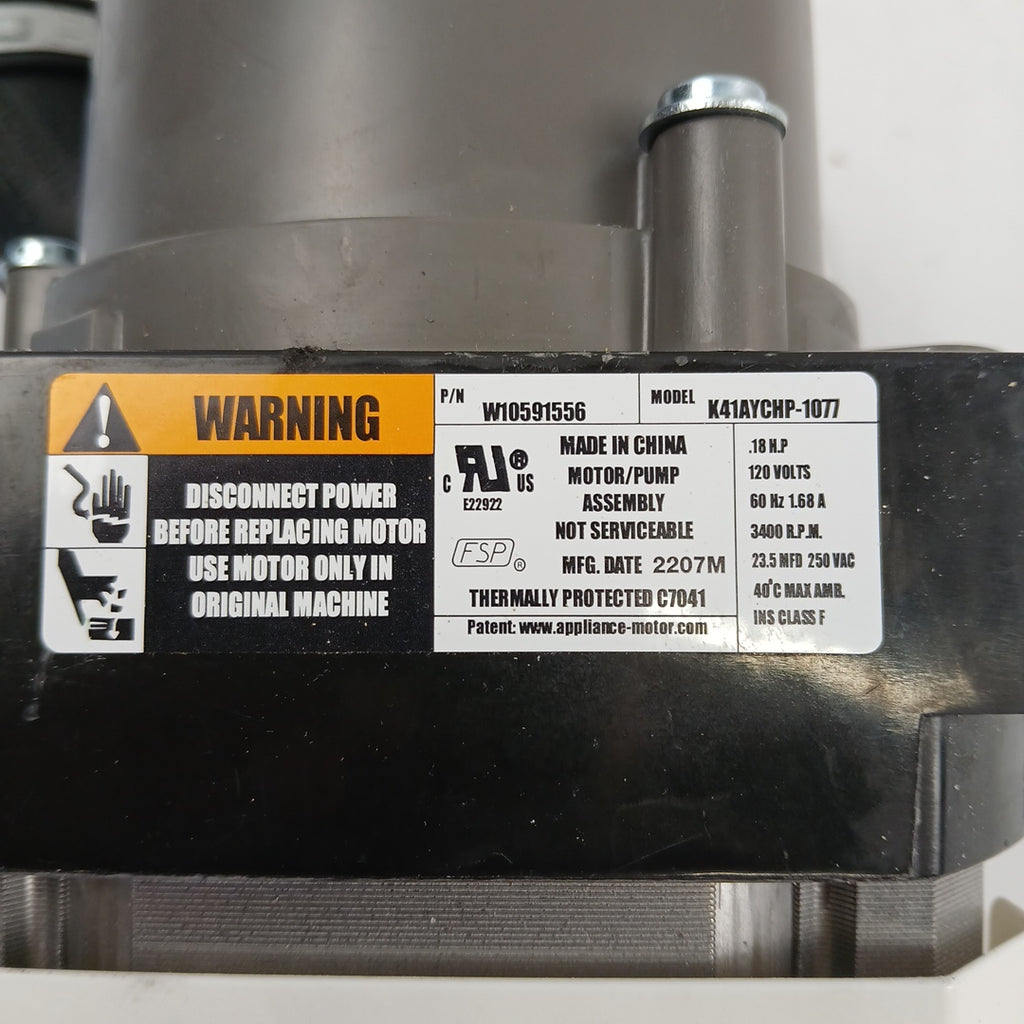 WARNING
DISCONNECT POWER
BEFORE REPLACING MOTOR
USE MOTOR ONLY IN
ORIGINAL MACHINE
P/N W10591556
MODEL K41AYCHP-1077
C RU ® US
E22922
FSP ®
MADE IN CHINA
MOTOR/PUMP
ASSEMBLY
NOT SERVICEABLE
MFG. DATE 2207M
THERMALLY PROTECTED C7041
Patent: www.appliance-motor.com
.18 H.P
120 VOLTS
60 Hz 1.68 A
3400 R.P.M.
23.5 MFD 250 VAC
40°C MAX AMB.
INS CLASS F